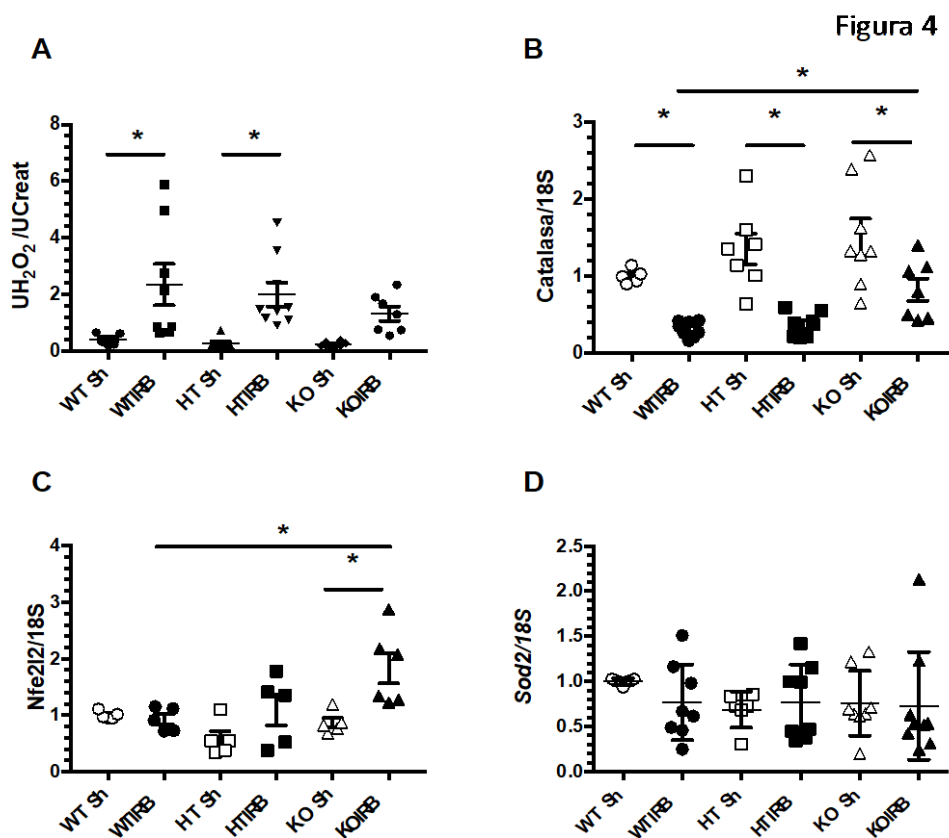 Figura 4
A
UH₂O₂ /UCreat
8
6
4
2
0
* *
WT Sh WTIRB HT Sh HTIRB KO Sh KOIRB
B
Catalasa/18S
3
2
1
0
*
* * *
WT Sh WTIRB HT Sh HTIRB KO Sh KOIRB
C
Nfe2l2/18S
4
3
2
1
0
*
*
WT Sh WTIRB HT Sh HTIRB KO Sh KOIRB
D
Sod2/18S
2.5
2.0
1.5
1.0
0.5
0.0
WT Sh WTIRB HT Sh HTIRB KO Sh KOIRB